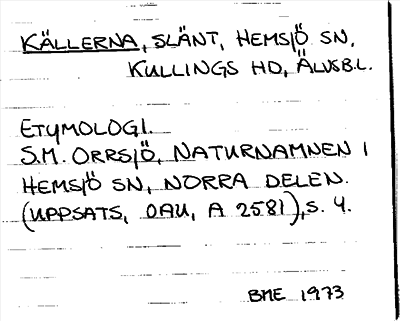 KÄLLERNA, SLÄNT, HEMSJÖ SN,
KULLINGS HD, ÄLVSB.L.
ETYMOLOGI.
S.M. ORRSJÖ, NATURNAMNEN I
HEMSJÖ SN, NORRA DELEN.
(UPPSATS, OAU, A 2581), S. 4.
BME 1973